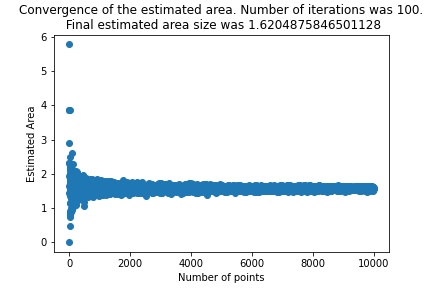 Convergence of the estimated area. Number of iterations was 100.
Final estimated area size was 1.6204875846501128
6
5
4
3
2
1
0
Estimated Area
0 2000 4000 6000 8000 10000
Number of points